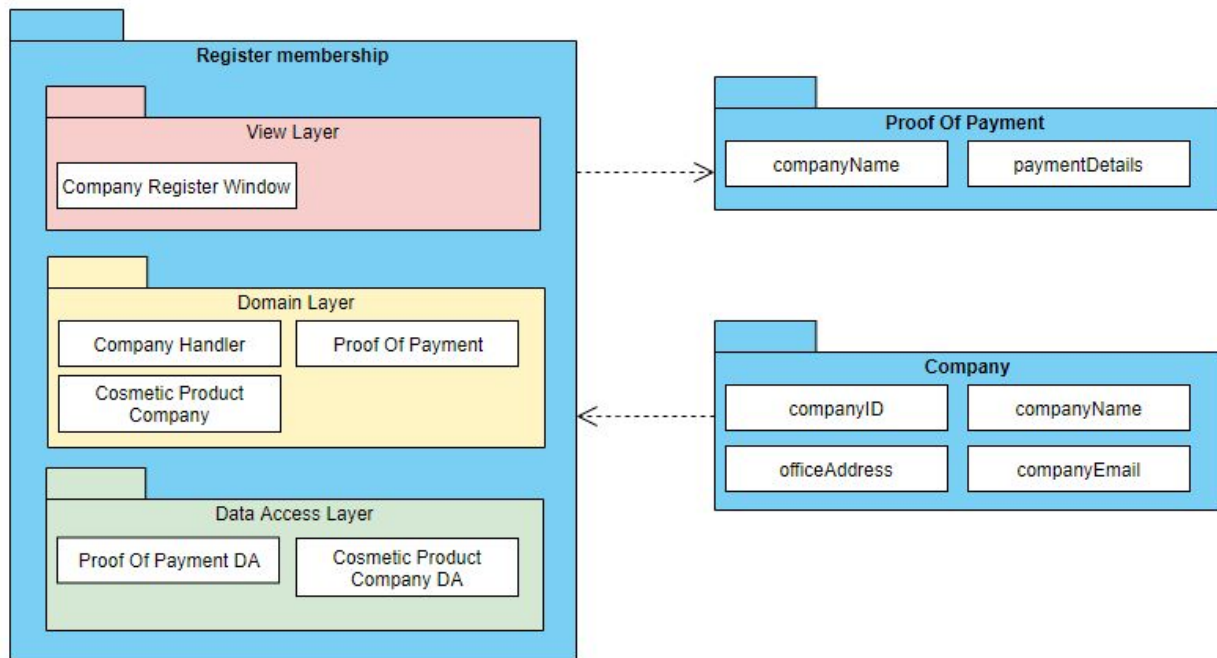 Register membership
View Layer
Company Register Window
Domain Layer
Company Handler
Proof Of Payment
Cosmetic Product
Company
Data Access Layer
Proof Of Payment DA
Cosmetic Product
Company DA
Proof Of Payment
companyName
paymentDetails
Company
companyID
companyName
officeAddress
companyEmail